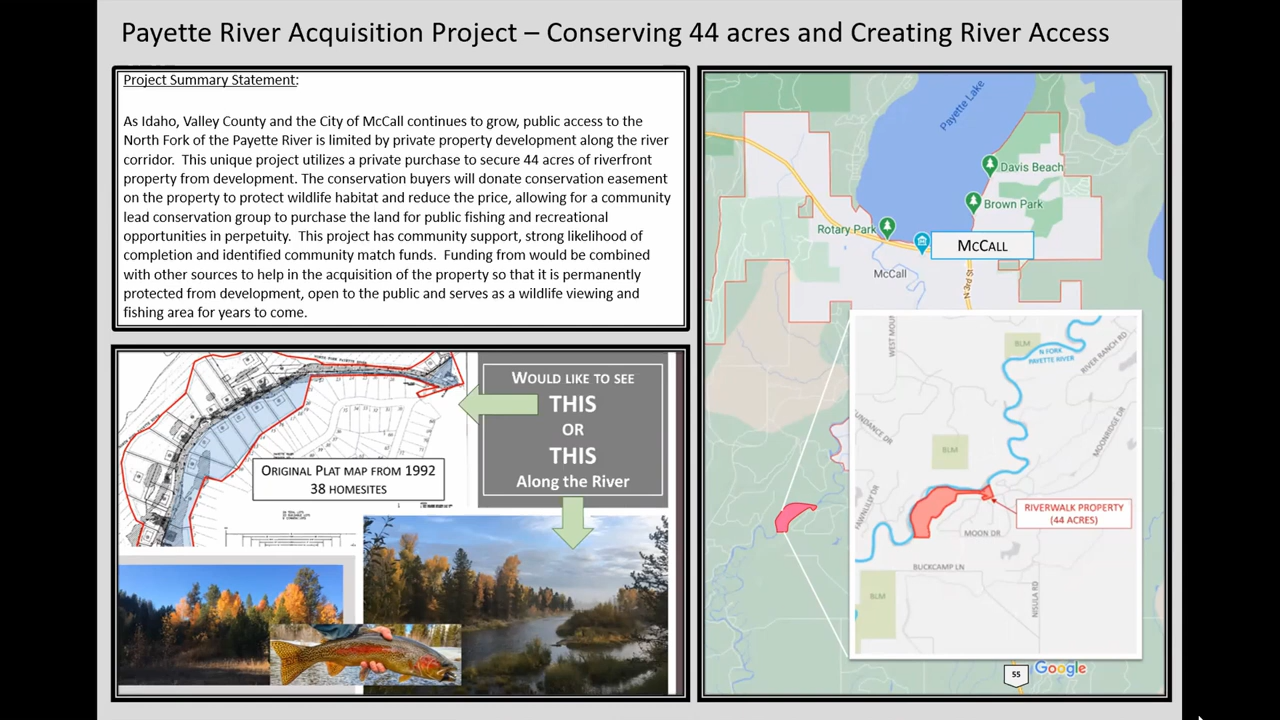 Payette River Acquisition Project – Conserving 44 acres and Creating River Access
Project Summary Statement:
As Idaho, Valley County and the City of McCall continues to grow, public access to the
North Fork of the Payette River is limited by private property development along the river
corridor. This unique project utilizes a private purchase to secure 44 acres of riverfront
property from development. The conservation buyers will donate conservation easement
on the property to protect wildlife habitat and reduce the price, allowing for a community
lead conservation group to purchase the land for public fishing and recreational
opportunities in perpetuity. This project has community support, strong likelihood of
completion and identified community match funds. Funding from would be combined
with other sources to help in the acquisition of the property so that it is permanently
protected from development, open to the public and serves as a wildlife viewing and
fishing area for years to come.
WOULD LIKE TO SEE
THIS
OR
THIS
Along the River
ORIGINAL PLAT MAP FROM 1992
38 HOMESITES
Payette Lake
Davis Beach
Brown Park
Rotary Park
MCCALL
McCall
N 3rd St
WEST MOU
BLM
N FORK
PAYETTE RIVER
RIVER RANCH RD
MOONRIDGE DR
UNDANCE DR
BLM
FAWNLILLY DR
RIVERWALK PROPERTY
(44 ACRES)
MOON DR
BUCKCAMP LN
BLM
NISULA RD
55
Google